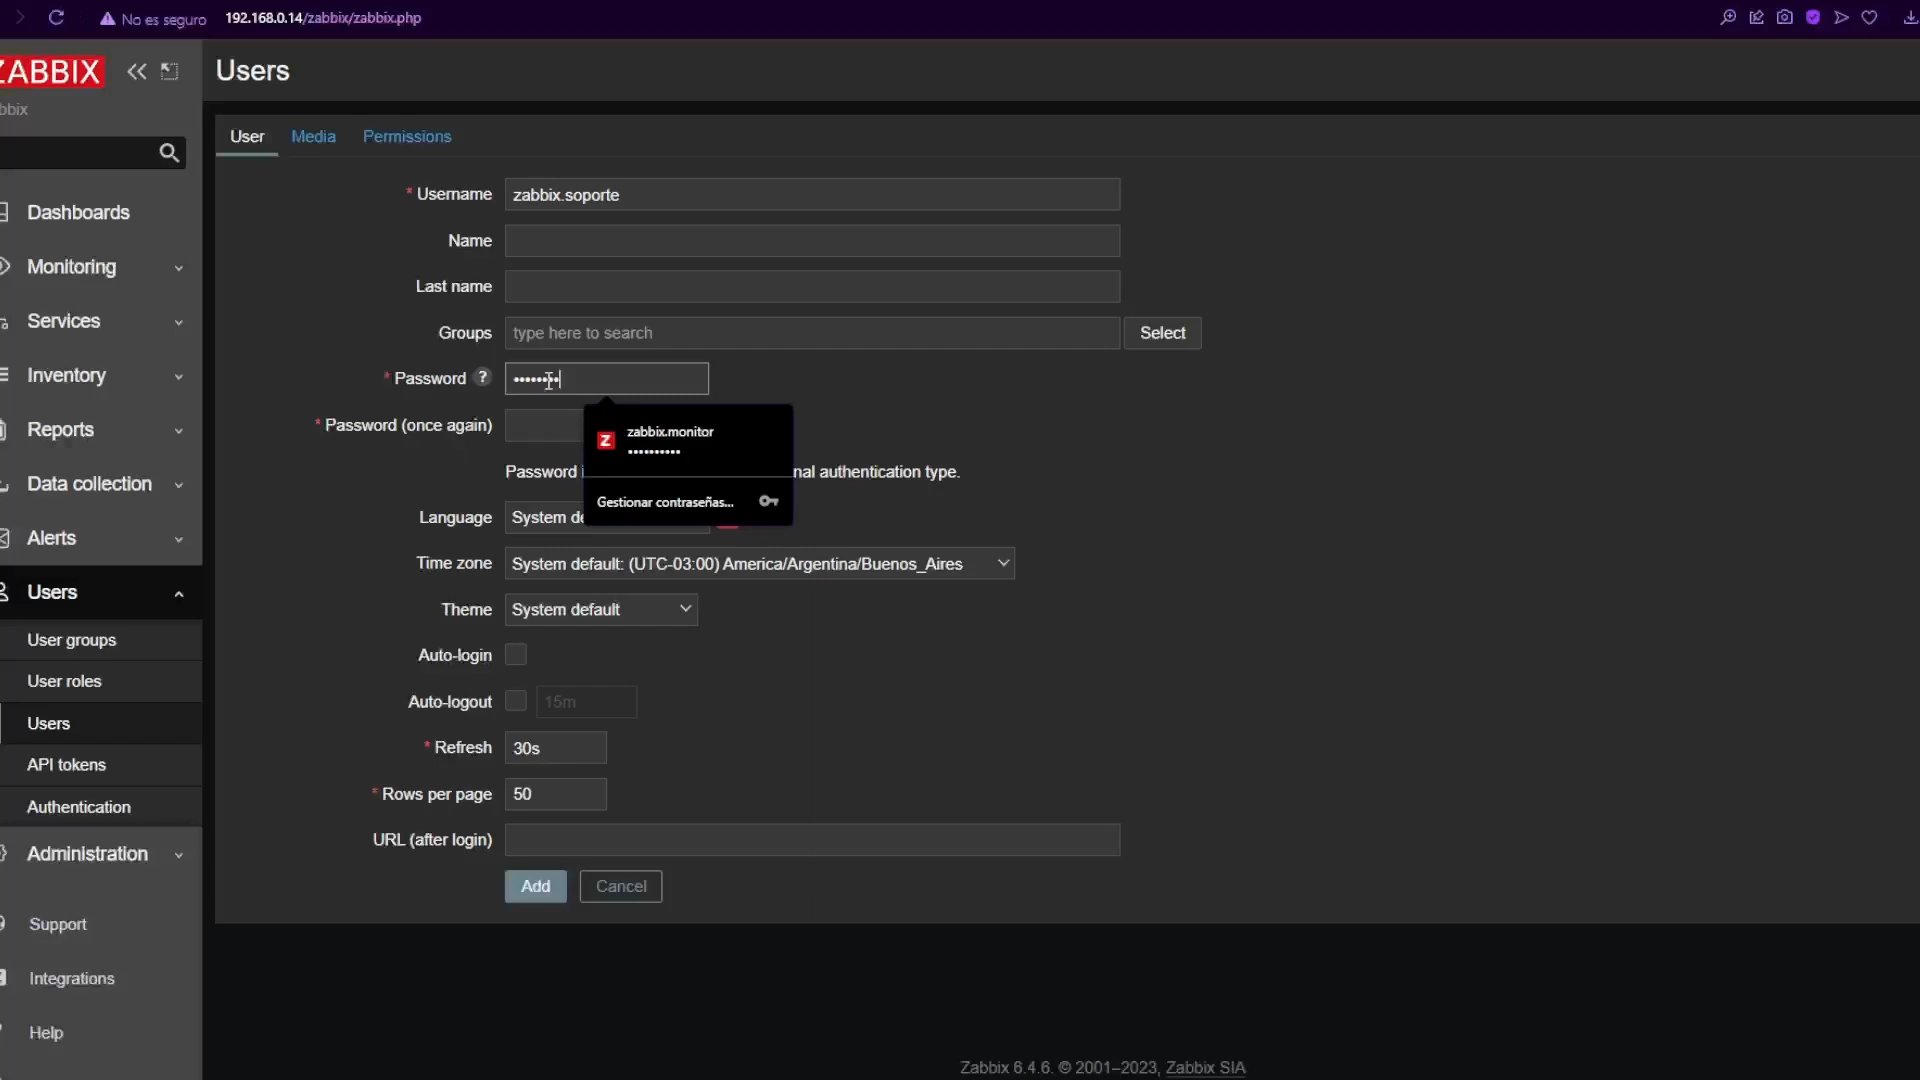 No es seguro 192.168.0.14/zabbix/zabbix.php
ZABBIX
bbix
Users
User Media Permissions
* Username zabbix.soporte
Name
Last name
Groups type here to search Select
* Password ? ••••••••
* Password (once again)
zabbix.monitor
••••••••••
Gestionar contraseñas...
Password i nal authentication type.
Language System de
Time zone System default: (UTC-03:00) America/Argentina/Buenos_Aires
Theme System default
Auto-login
Auto-logout 15m
* Refresh 30s
* Rows per page 50
URL (after login)
Add Cancel
Dashboards
Monitoring
Services
Inventory
Reports
Data collection
Alerts
Users
User groups
User roles
Users
API tokens
Authentication
Administration
Support
Integrations
Help
Zabbix 6.4.6. © 2001–2023, Zabbix SIA